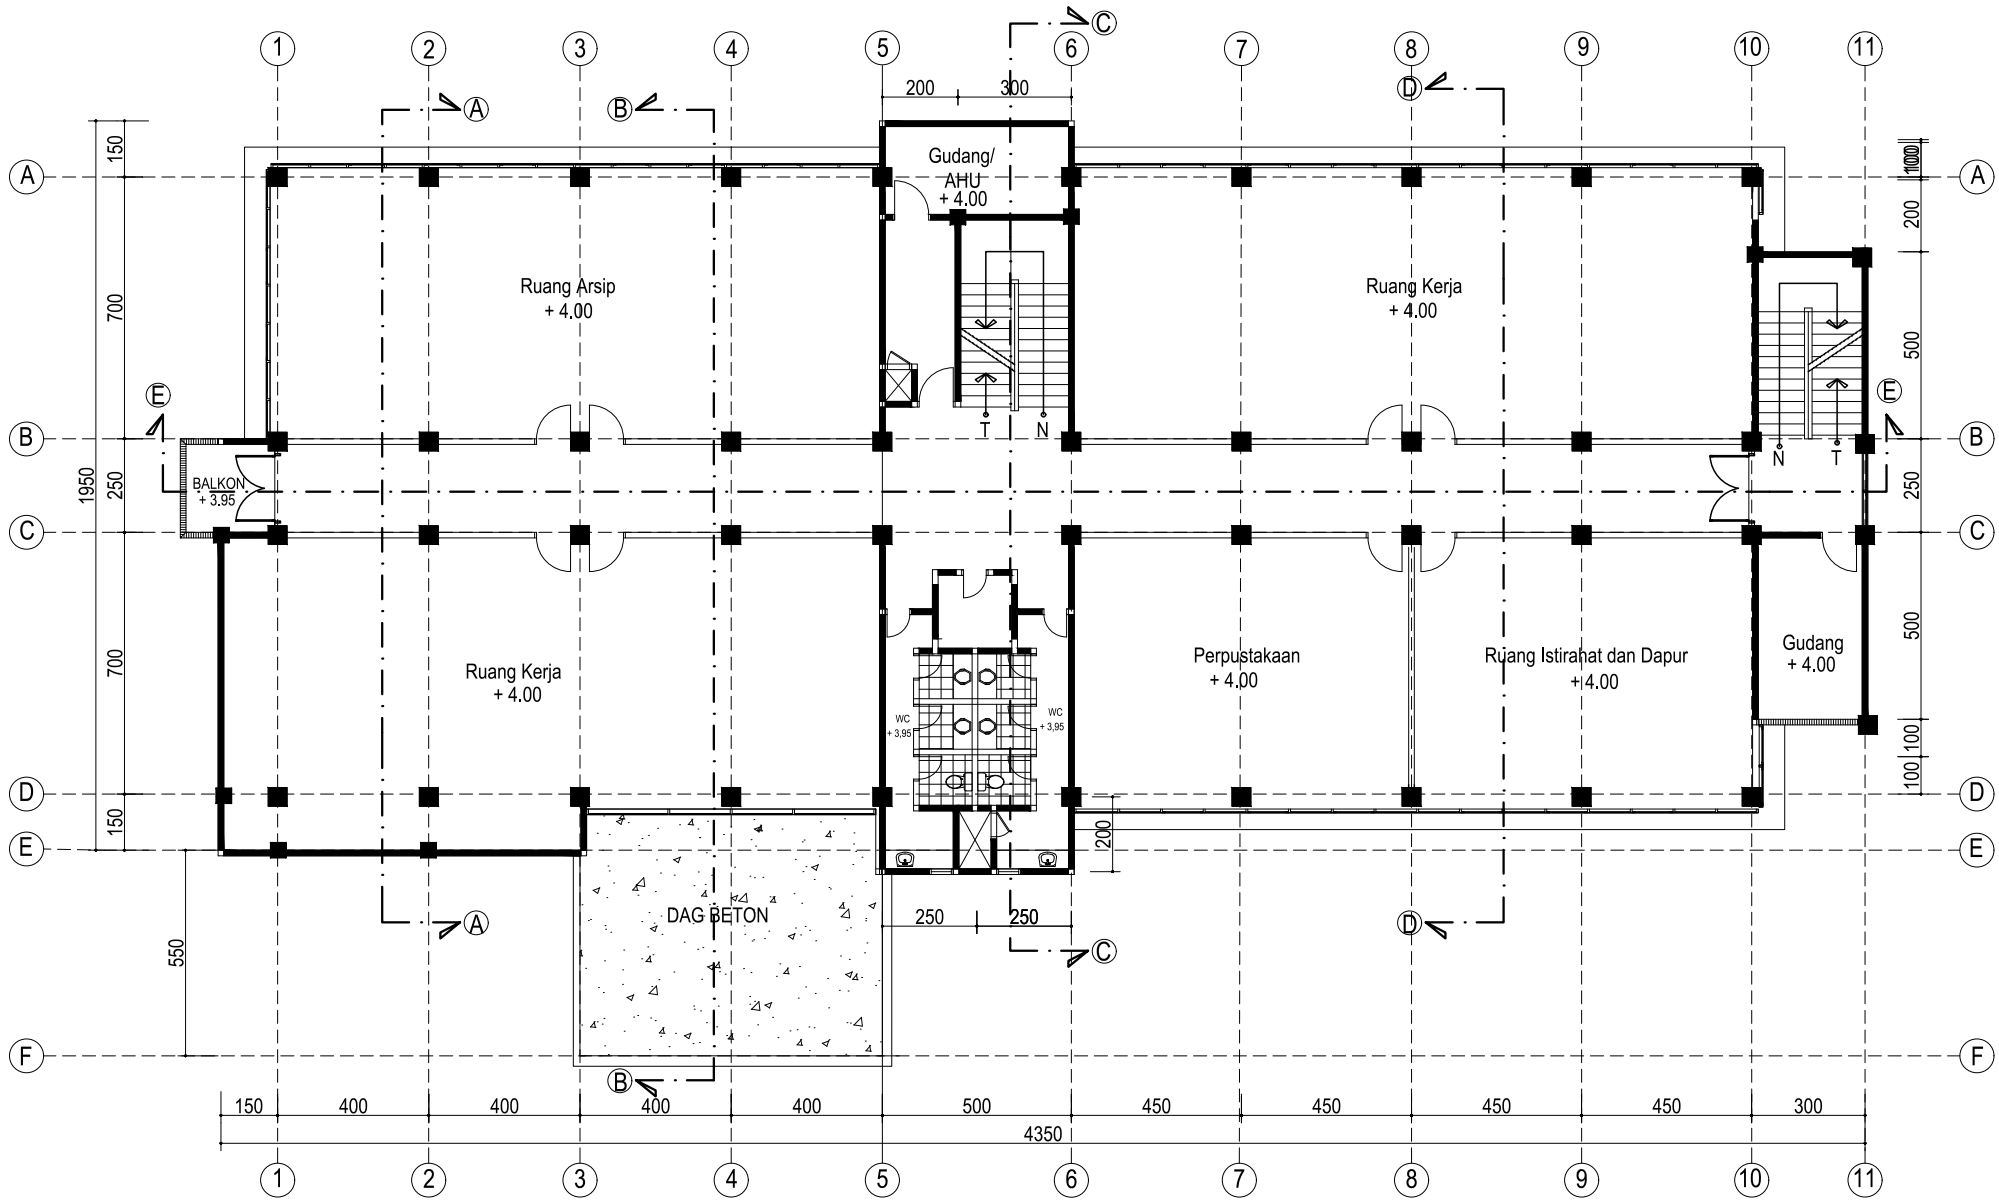 C
1 2 3 4 5 6 7 8 9 10 11
D
200 300
A B
150
100
A A
Gudang/
AHU
+ 4.00
200
Ruang Arsip
+ 4.00
Ruang Kerja
+ 4.00
700
500
E E
T N
B B
N T
1950
250
BALKON
+ 3.95
250
C C
700
500
Ruang Kerja
+ 4.00
Perpustakaan
+ 4.00
Ruang Istirahat dan Dapur
+ 4.00
Gudang
+ 4.00
WC
+ 3,95
WC
+ 3,95
100
100
D D
150
200
E E
DAG BETON
250 250
A D
C
550
F F
B
150 400 400 400 400 500 450 450 450 450 300
4350
1 2 3 4 5 6 7 8 9 10 11